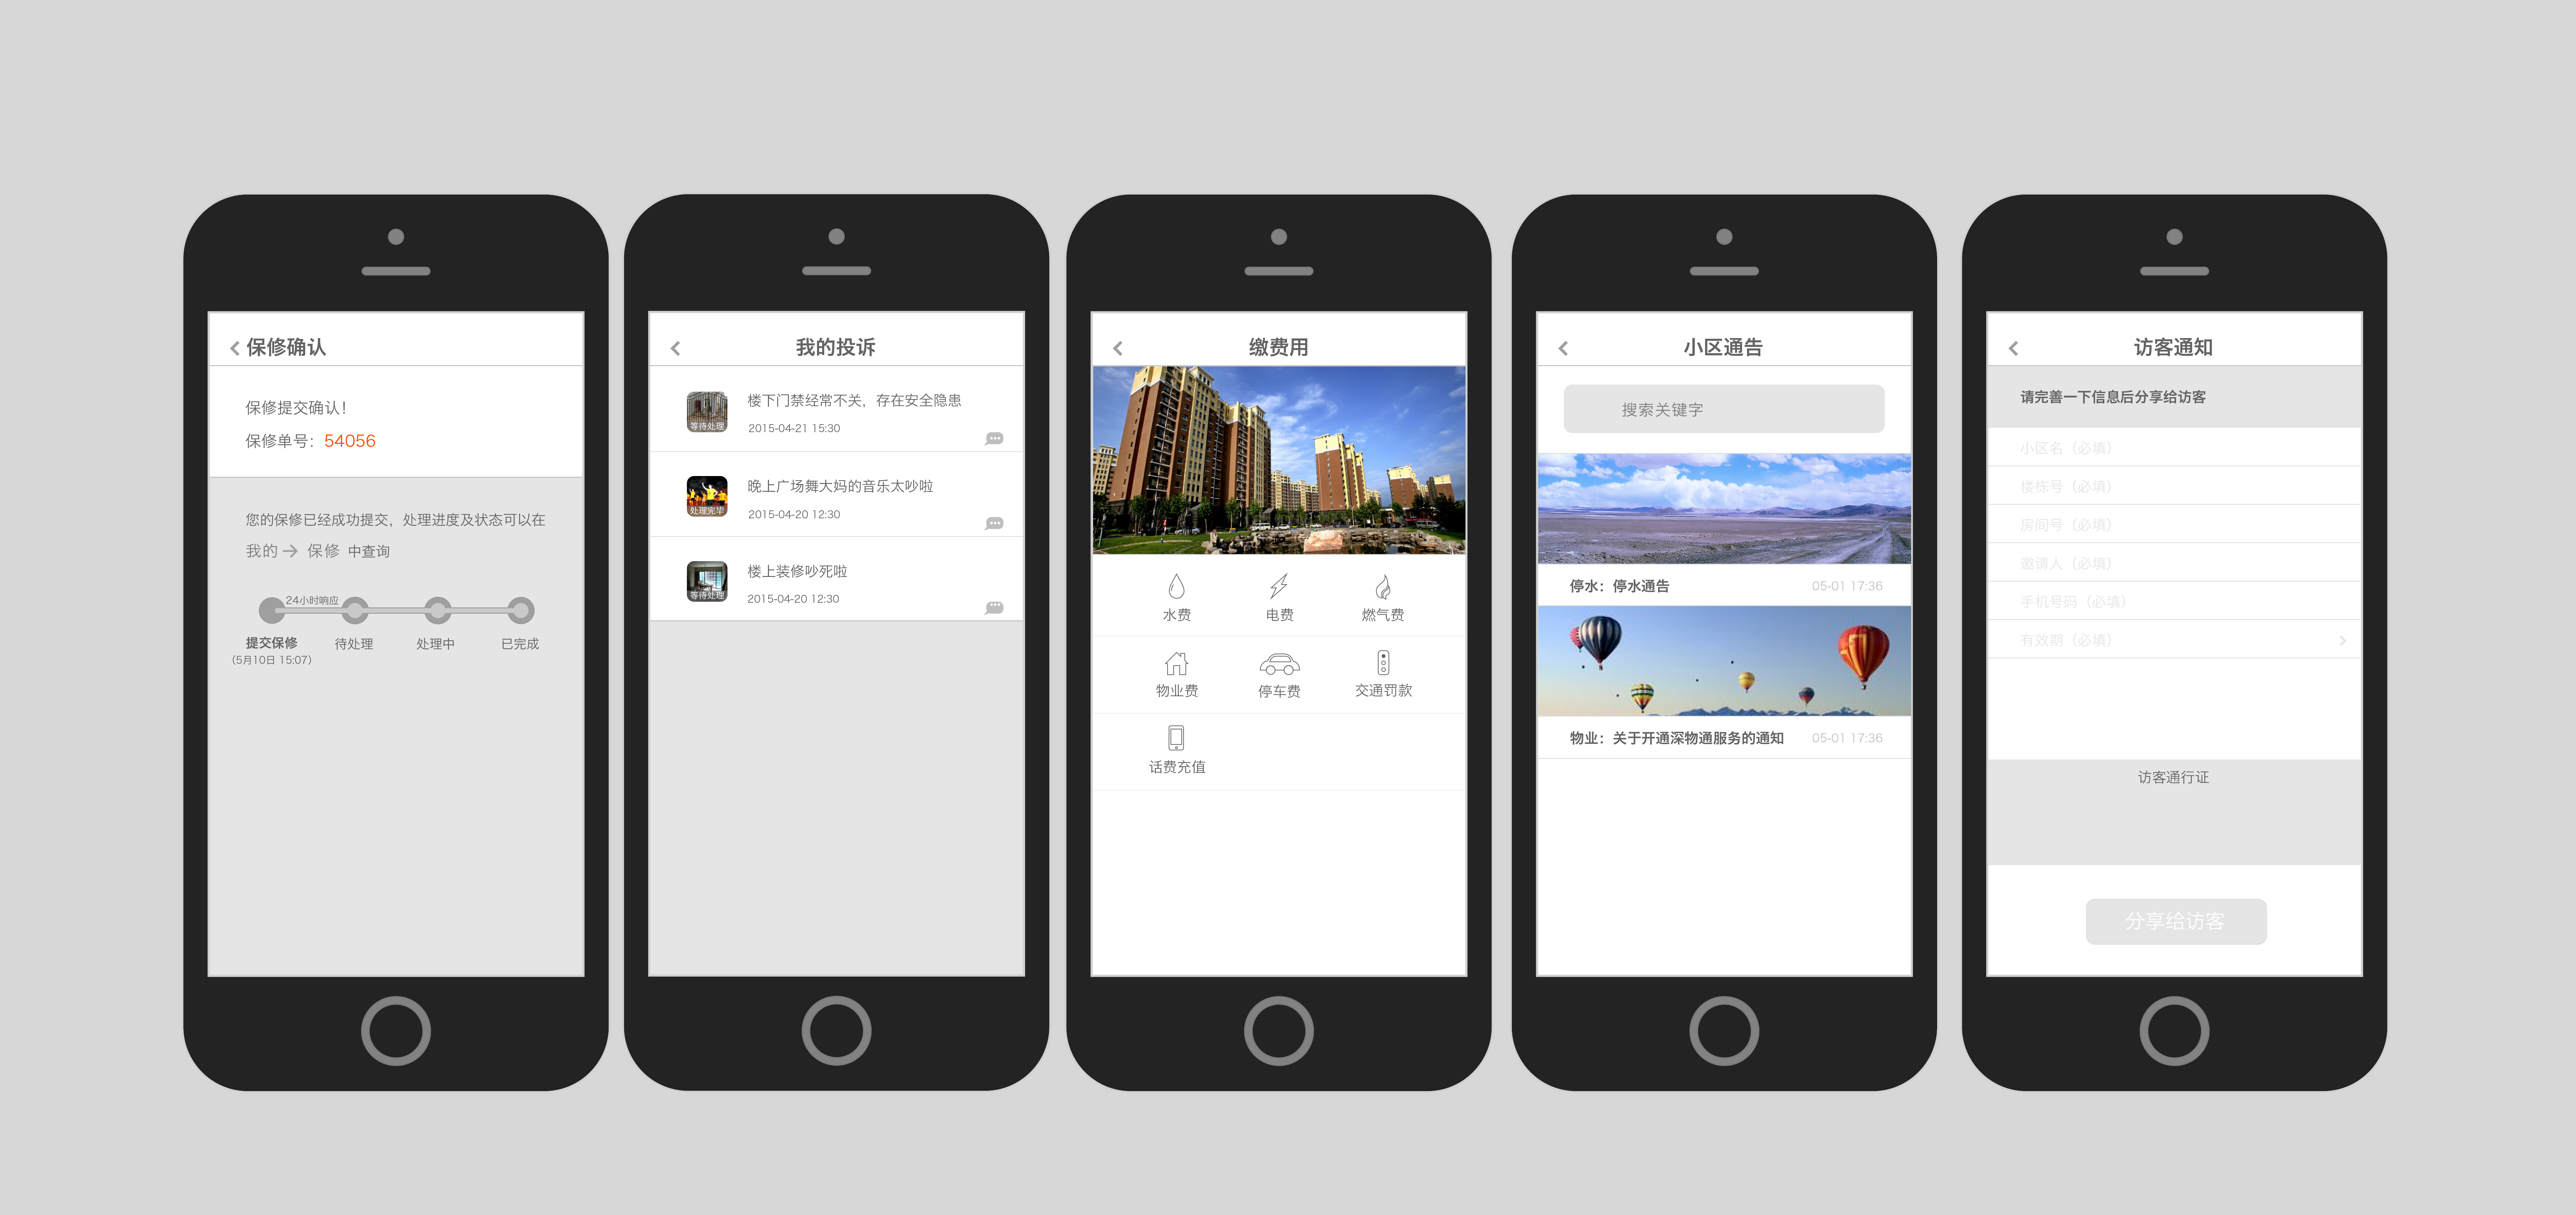 保修确认
保修提交确认！
保修单号：54056
您的保修已经成功提交，处理进度及状态可以在
我的 保修 中查询
24小时响应
提交保修 待处理 处理中 已完成
（5月10日 15:07）
我的投诉
楼下门禁经常不关，存在安全隐患
等待处理
2015-04-21 15:30
晚上广场舞大妈的音乐太吵啦
处理完毕
2015-04-20 12:30
楼上装修吵死啦
等待处理
2015-04-20 12:30
缴费用
水费 电费 燃气费
物业费 停车费 交通罚款
话费充值
小区通告
搜索关键字
停水：停水通告 05-01 17:36
物业：关于开通深物通服务的通知 05-01 17:36
访客通知
请完善一下信息后分享给访客
小区名（必填）
楼栋号（必填）
房间号（必填）
邀请人（必填）
手机号码（必填）
有效期（必填）
访客通行证
分享给访客